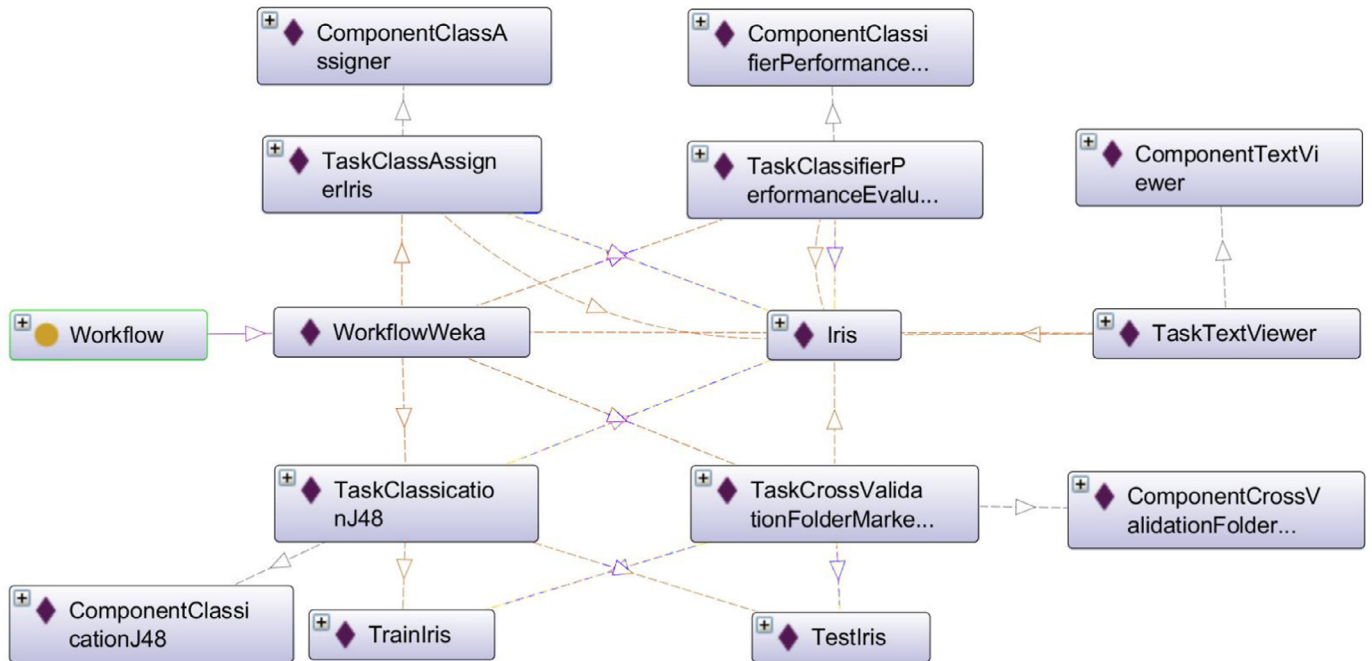 ComponentClassA
ssigner
ComponentClassi
fierPerformance...
TaskClassAssign
erIris
TaskClassifierP
erformanceEvalu...
ComponentTextVi
ewer
Workflow
WorkflowWeka
Iris
TaskTextViewer
TaskClassicatio
nJ48
TaskCrossValida
tionFolderMarke...
ComponentCrossV
alidationFolder...
ComponentClassi
cationJ48
TrainIris
TestIris